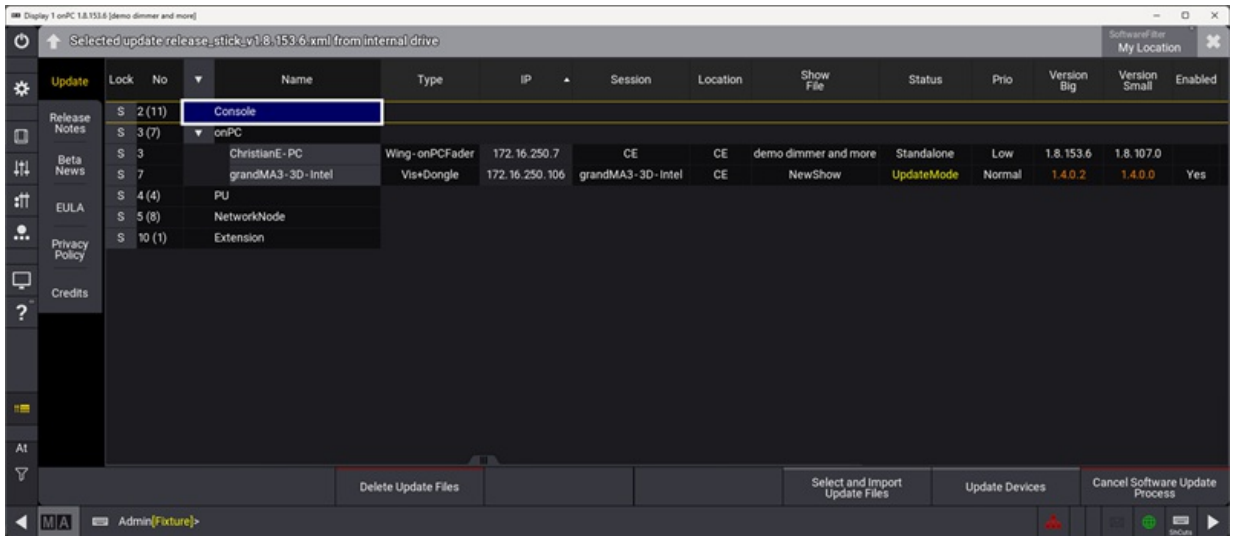 Display 1 onPC 1.8.153.6 [demo dimmer and more]
Selected update release_stick_v1.8.153.6.xml from internal drive
SoftwareFilter
My Location
Update
Lock No Name Type IP Session Location Show File Status Prio Version Big Version Small Enabled
S 2 (11) Console
Release Notes
S 3 (7) onPC
S 3 ChristianE-PC Wing-onPCFader 172.16.250.7 CE CE demo dimmer and more Standalone Low 1.8.153.6 1.8.107.0
Beta News
S 7 grandMA3-3D-Intel Vis+Dongle 172.16.250.106 grandMA3-3D-Intel CE NewShow UpdateMode Normal 1.4.0.2 1.4.0.0 Yes
S 4 (4) PU
EULA
S 5 (8) NetworkNode
S 10 (1) Extension
Privacy Policy
Credits
?
At
Delete Update Files
Select and Import Update Files
Update Devices
Cancel Software Update Process
MA Admin[Fixture]>
ShCuts